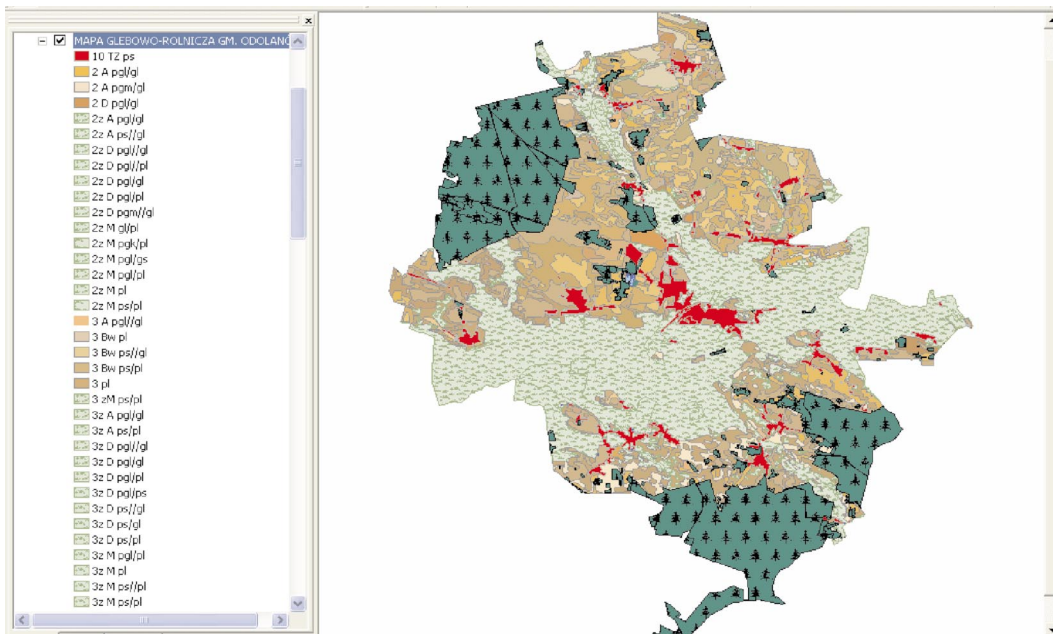 MAPA GLEBOWO-ROLNICZA GM. ODOLANÓ
10 TZ ps
2 A pgl/gl
2 A pgm/gl
2 D pgl/gl
2z A pgl/gl
2z A ps//gl
2z D pgl//gl
2z D pgl//pl
2z D pgl/gl
2z D pgl/pl
2z D pgm//gl
2z M gl/pl
2z M pgk/pl
2z M pgl/gs
2z M pgl/pl
2z M pl
2z M ps/pl
3 A pgl//gl
3 Bw pl
3 Bw ps//gl
3 Bw ps/pl
3 pl
3 zM ps/pl
3z A pgl/gl
3z A ps/pl
3z D pgl//gl
3z D pgl/gl
3z D pgl/pl
3z D pgl/ps
3z D ps//gl
3z D ps/gl
3z D ps/pl
3z M pgl/pl
3z M pl
3z M ps//pl
3z M ps/pl